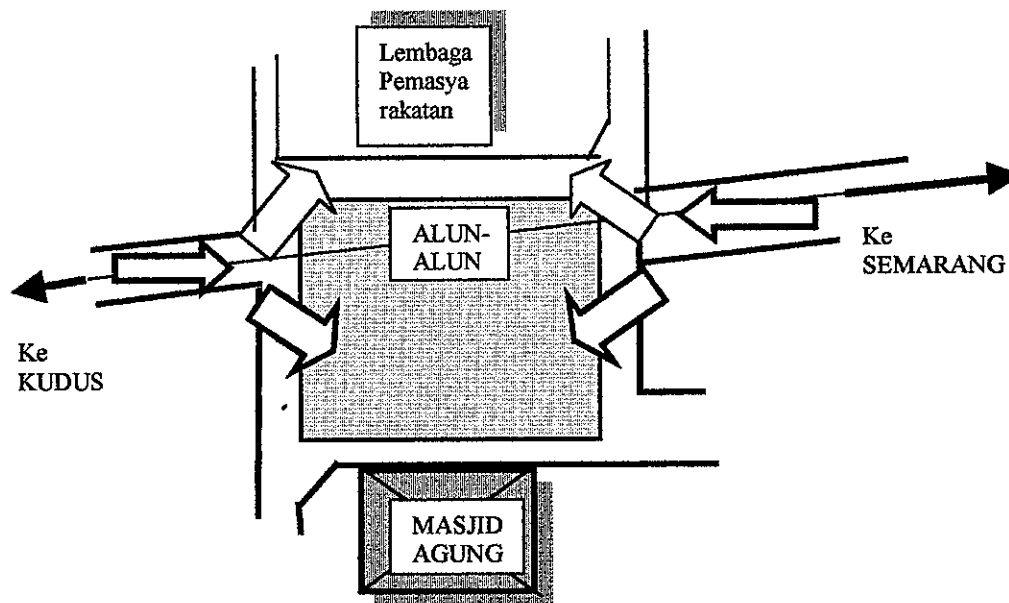 Lembaga
Pemasya
rakatan
ALUN-
ALUN
Ke
SEMARANG
Ke
KUDUS
MASJID
AGUNG